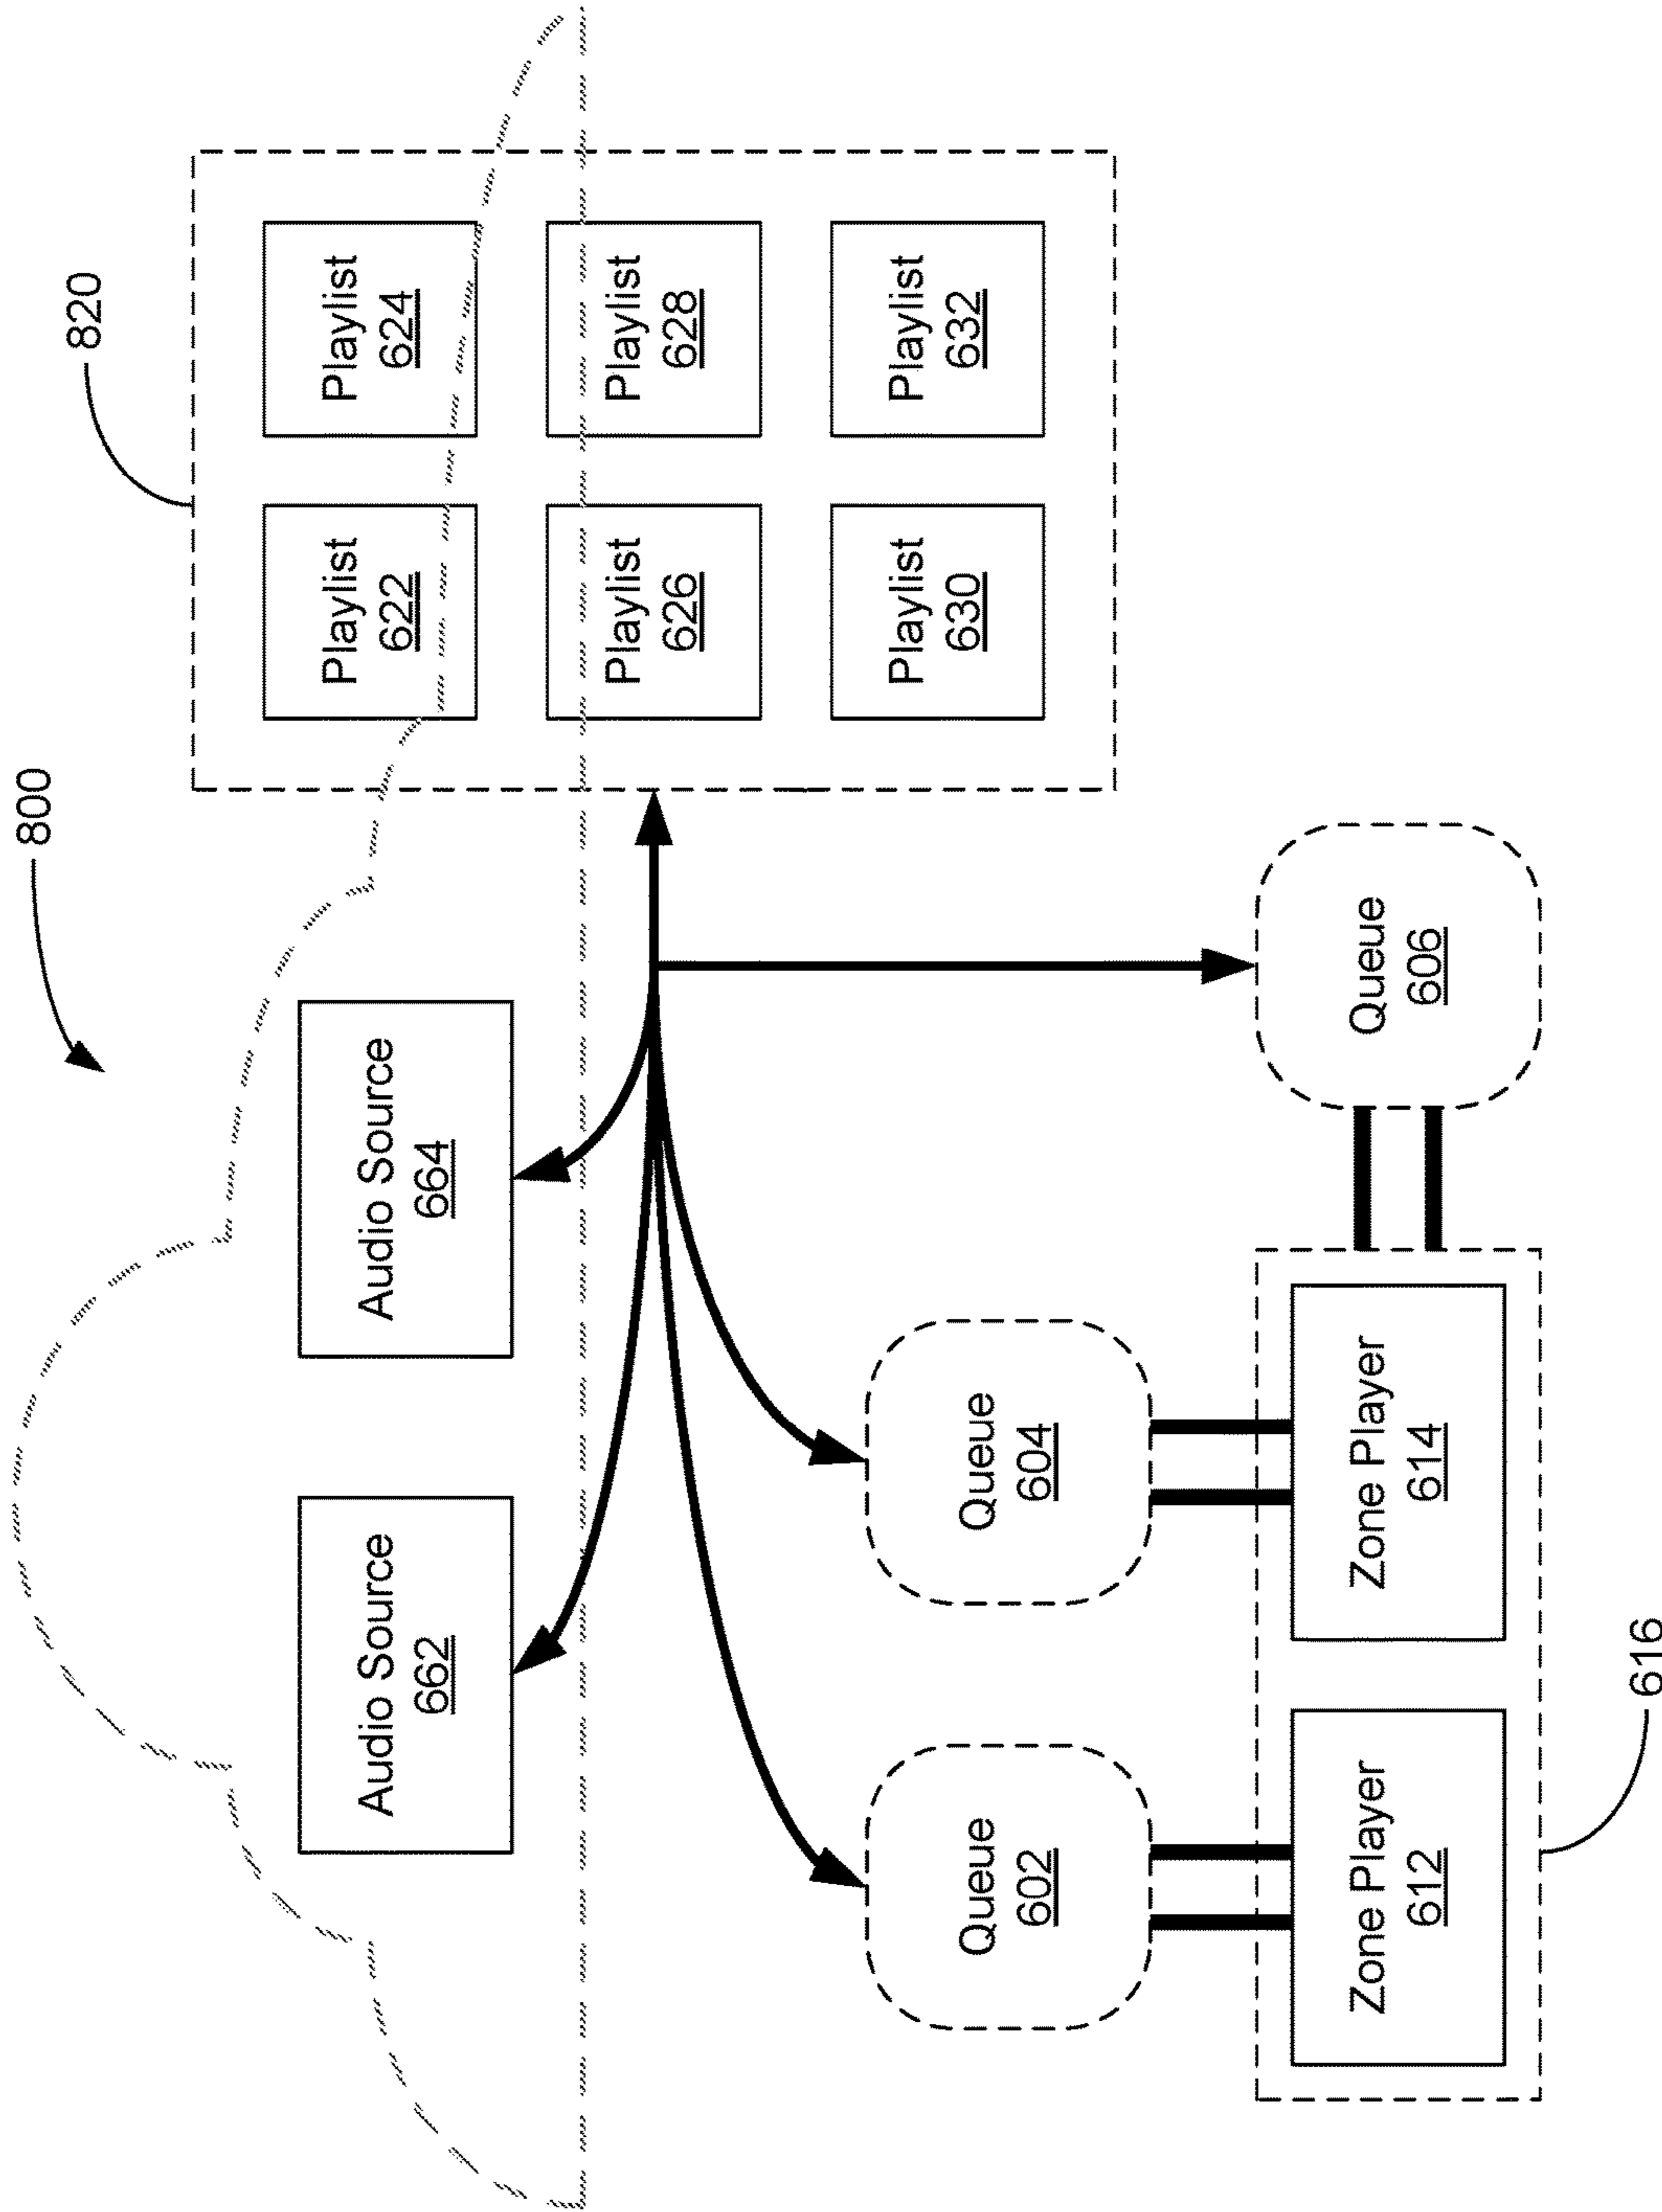 800
820
Audio Source
662
Audio Source
664
Playlist
622
Playlist
624
Playlist
626
Playlist
628
Playlist
630
Playlist
632
Queue
602
Queue
604
Zone Player
612
Zone Player
614
Queue
606
616